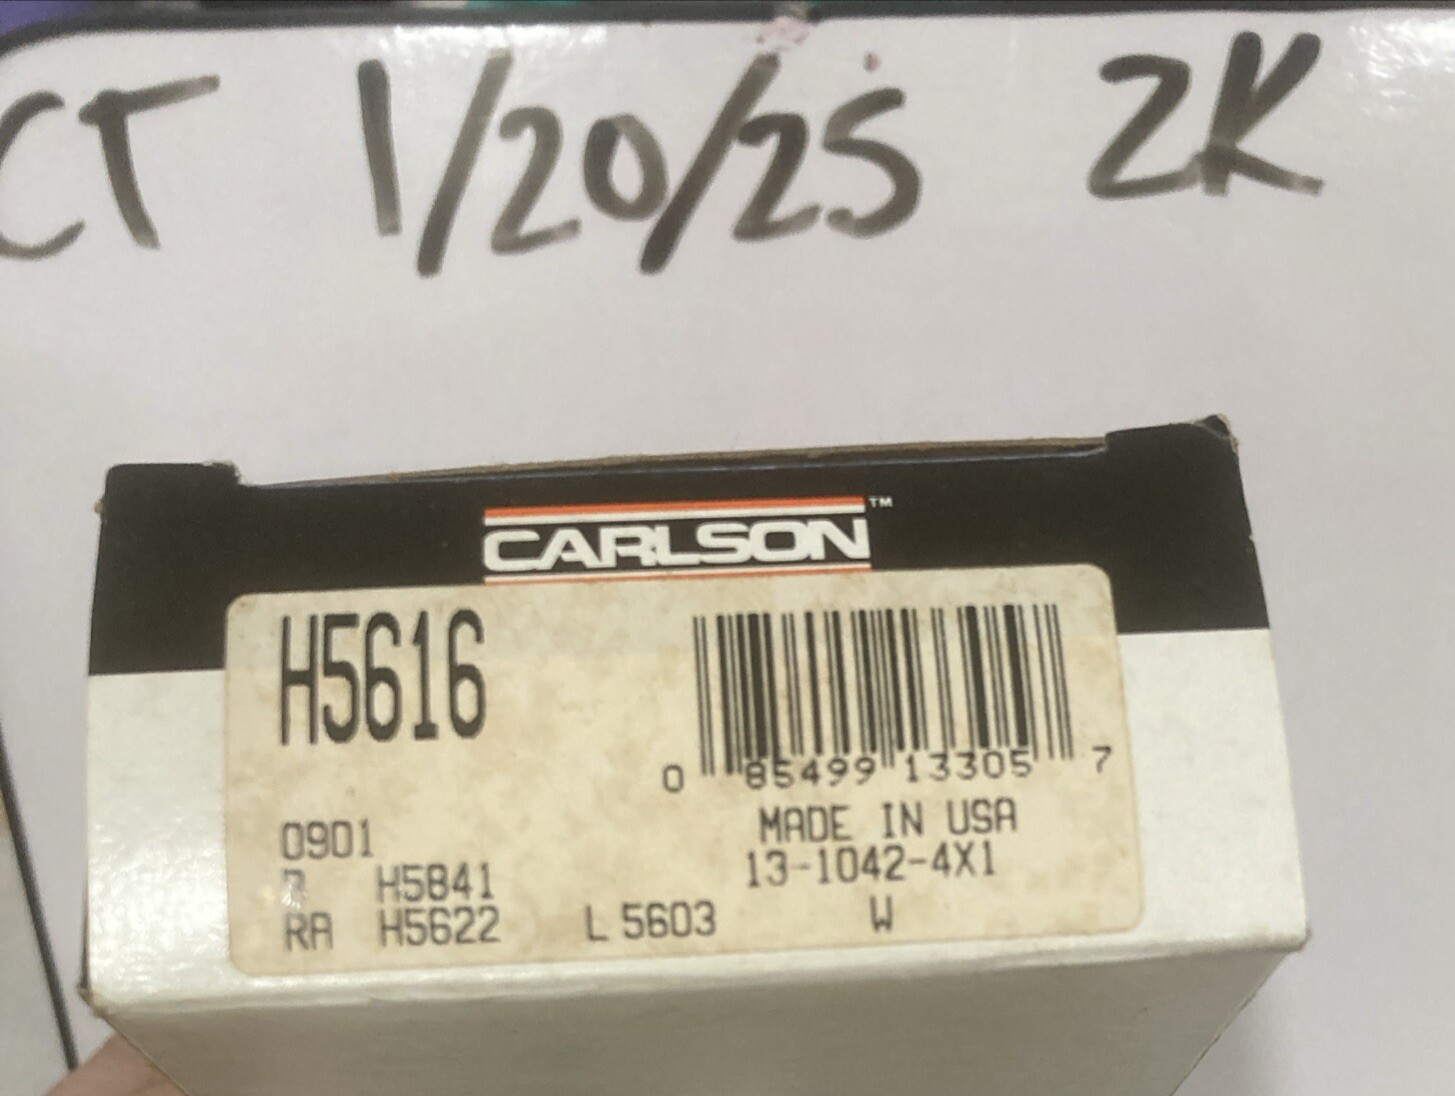 CT 1/20/25 2K
CARLSON™
H5616
0 85499 13305 7
0901
MADE IN USA
H5841
13-1042-4X1
RA H5622 L 5603 W